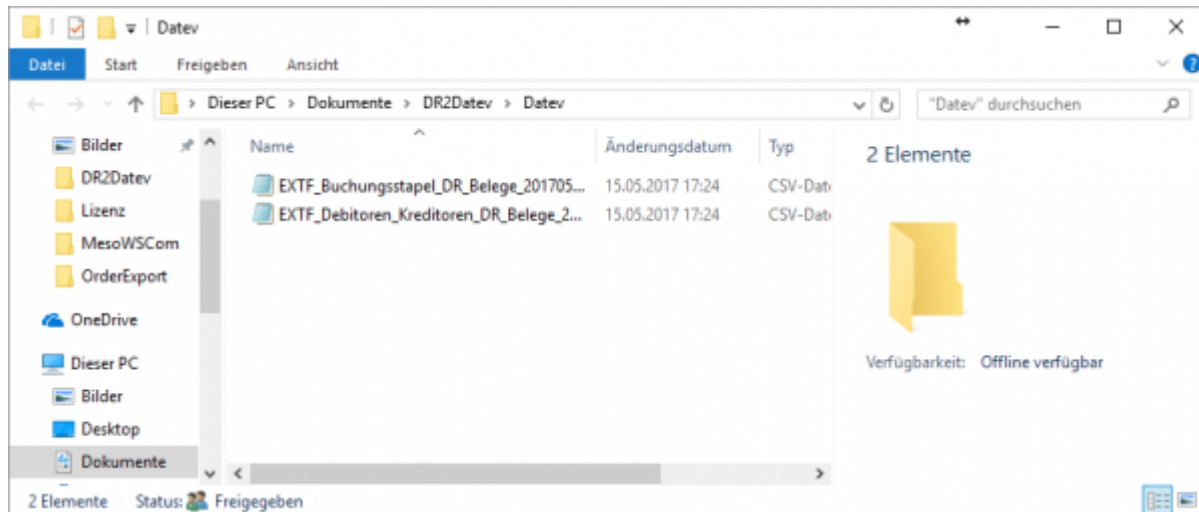 Datev
Datei Start Freigeben Ansicht
Dieser PC > Dokumente > DR2Datev > Datev
"Datev" durchsuchen
Bilder
DR2Datev
Lizenz
MesoWSCom
OrderExport
OneDrive
Dieser PC
Bilder
Desktop
Dokumente
Name Änderungsdatum Typ
EXTF_Buchungsstapel_DR_Belege_201705... 15.05.2017 17:24 CSV-Date
EXTF_Debitoren_Kreditoren_DR_Belege_2... 15.05.2017 17:24 CSV-Date
2 Elemente
Verfügbarkeit: Offline verfügbar
2 Elemente Status: Freigegeben